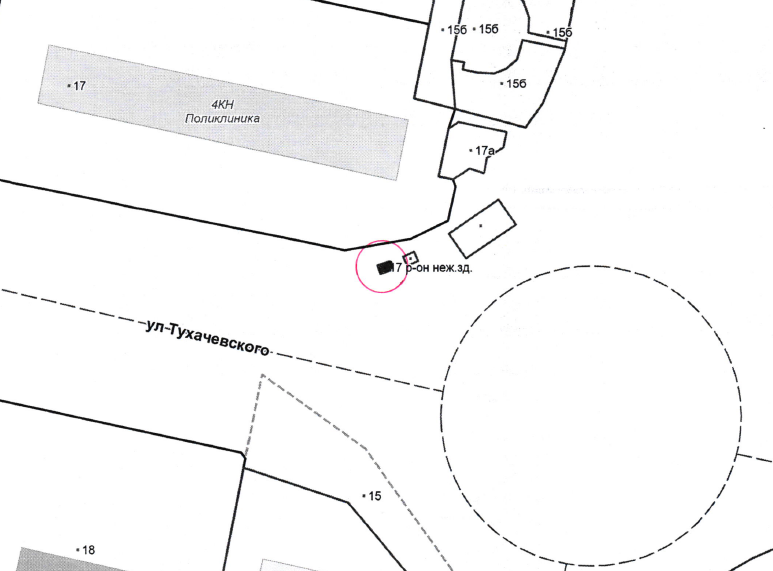 15б
15б
15б
17
15б
4КН
Поликлиника
17а
17 р-он неж.зд.
ул Тухачевского
15
18